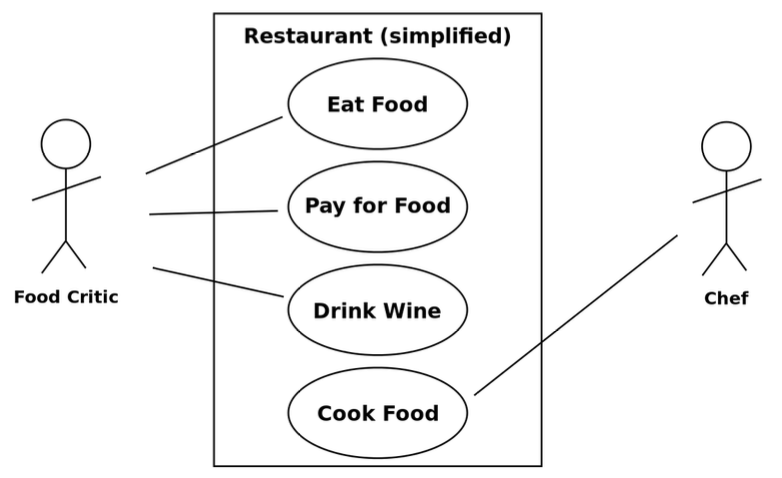 Restaurant (simplified)
Eat Food
Pay for Food
Drink Wine
Cook Food
Food Critic
Chef